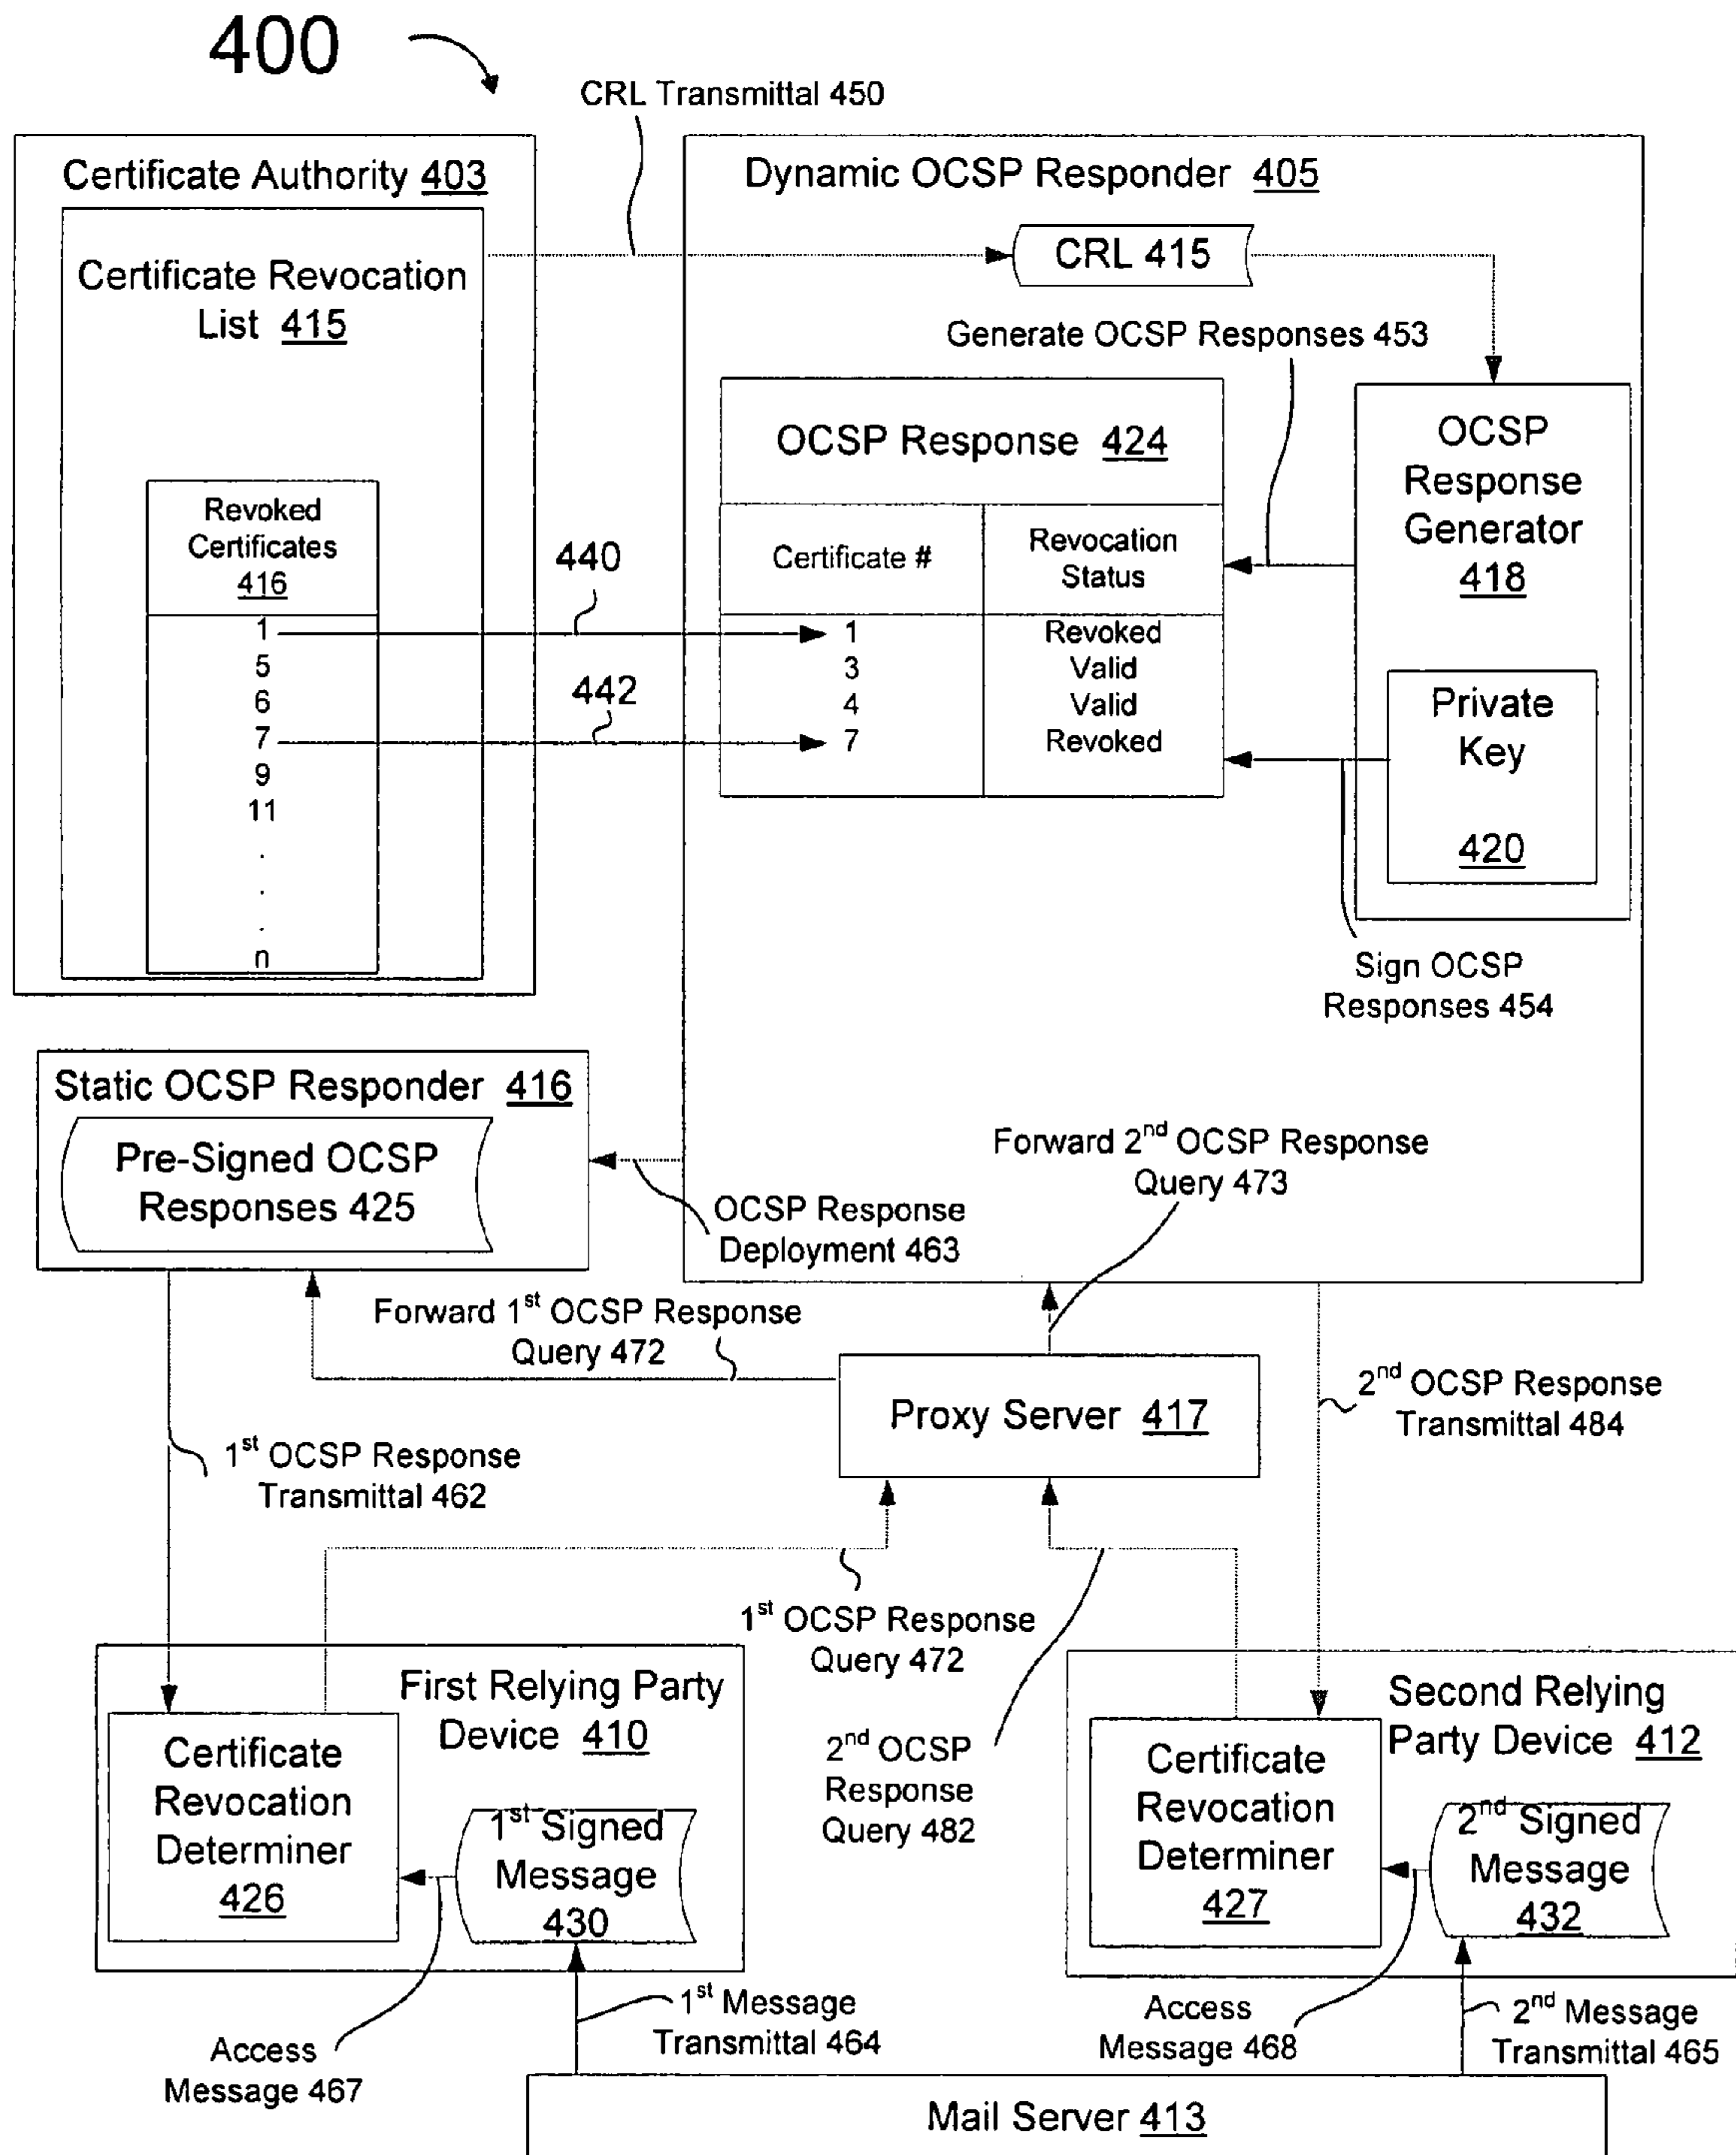 400
CRL Transmittal 450
Certificate Authority 403
Certificate Revocation
List 415
Revoked
Certificates
416
1
5
6
7
9
11
.
.
.
n
440
442
Dynamic OCSP Responder 405
CRL 415
Generate OCSP Responses 453
OCSP Response 424
Certificate #
Revocation
Status
1 Revoked
3 Valid
4 Valid
7 Revoked
OCSP
Response
Generator
418
Private
Key
420
Sign OCSP
Responses 454
Static OCSP Responder 416
Pre-Signed OCSP
Responses 425
OCSP Response
Deployment 463
Forward 2nd OCSP Response
Query 473
Forward 1st OCSP Response
Query 472
Proxy Server 417
2nd OCSP Response
Transmittal 484
1st OCSP Response
Transmittal 462
1st OCSP Response
Query 472
2nd OCSP
Response
Query 482
First Relying Party
Device 410
Certificate
Revocation
Determiner
426
1st Signed
Message
430
Second Relying
Party Device 412
Certificate
Revocation
Determiner
427
2nd Signed
Message
432
Access
Message 467
1st Message
Transmittal 464
Access
Message 468
2nd Message
Transmittal 465
Mail Server 413